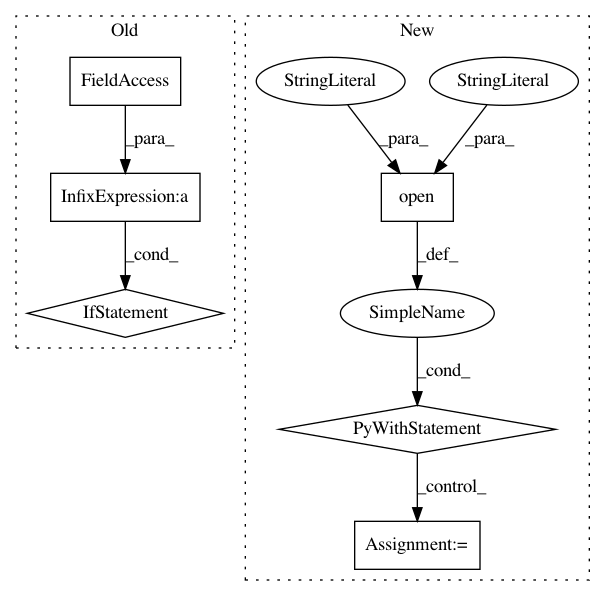 Old
FieldAccess
_para_
InfixExpression:a
_cond_
IfStatement
New
StringLiteral
StringLiteral
_para_
_para_
open
_def_
SimpleName
_cond_
PyWithStatement
_control_
Assignment:=